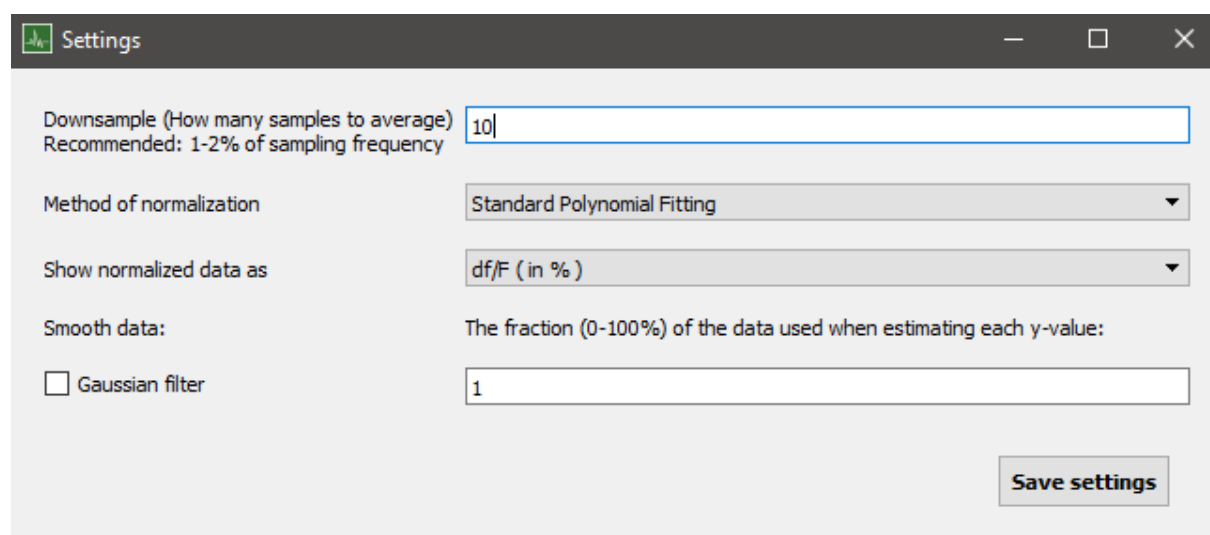 Settings
Downsample (How many samples to average)
Recommended: 1-2% of sampling frequency
10
Method of normalization
Standard Polynomial Fitting
Show normalized data as
df/F ( in % )
Smooth data:
The fraction (0-100%) of the data used when estimating each y-value:
Gaussian filter
1
Save settings